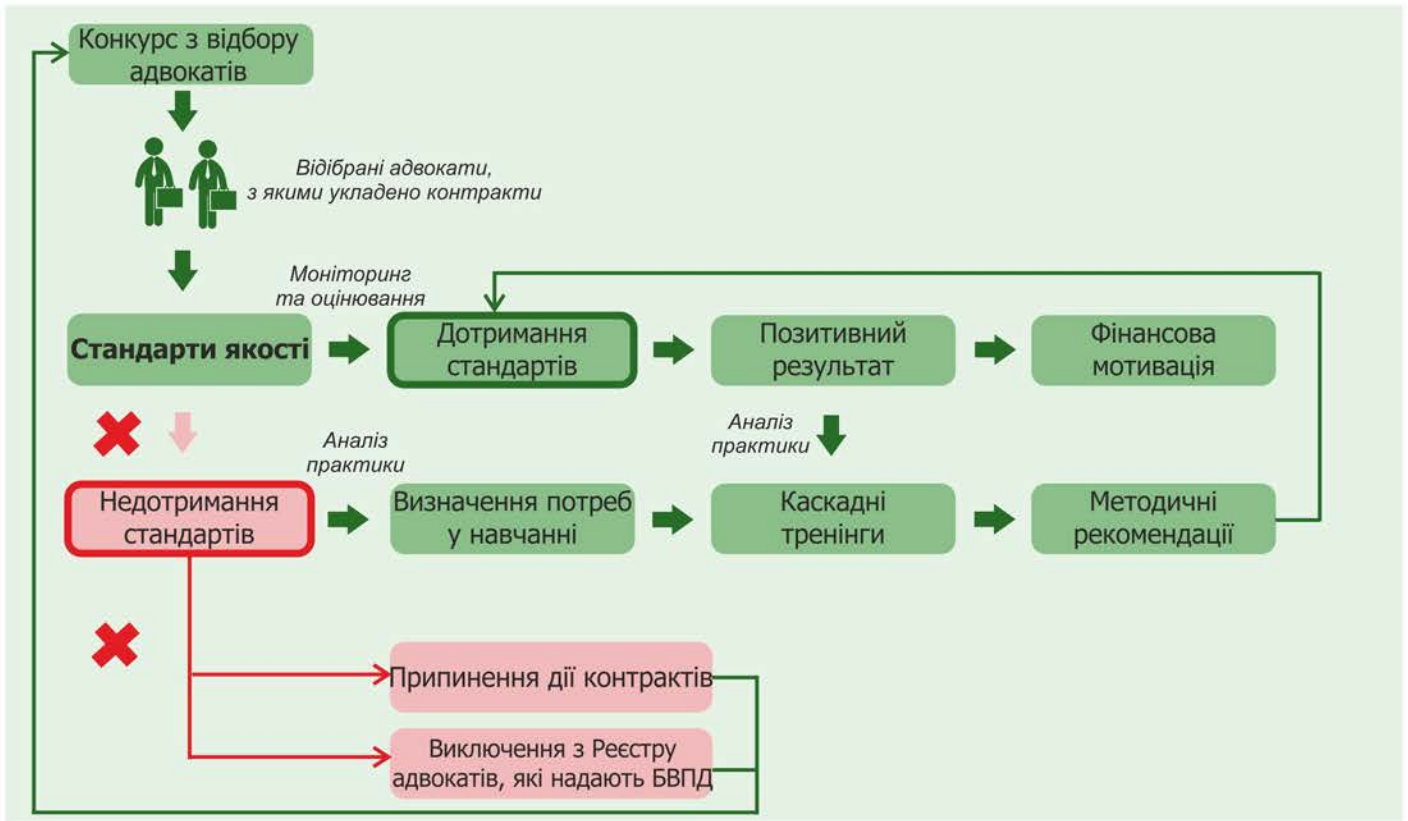 Конкурс з відбору
адвокатів
Відібрані адвокати,
з якими укладено контракти
Моніторинг
та оцінювання
Стандарти якості
Дотримання
стандартів
Позитивний
результат
Фінансова
мотивація
Аналіз
практики
Аналіз
практики
Недотримання
стандартів
Визначення потреб
у навчанні
Каскадні
тренінги
Методичні
рекомендації
Припинення дії контрактів
Виключення з Реєстру
адвокатів, які надають БВПД